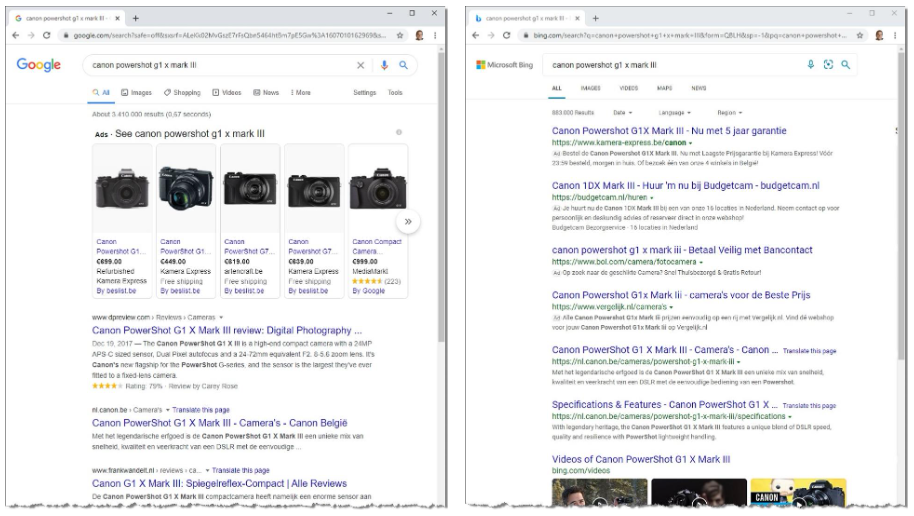 canon powershot g1 x mark III -
google.com/search?safe=off&
Google
canon powershot g1 x mark III
All
Images
Shopping
Videos
News
More
Settings
Tools
About 3.410.000 results (0,67 seconds)
Ads · See canon powershot g1 x mark III
Canon PowerShot G1...
€699.00
Refurbished
Kamera Express
By beslist.be
Canon PowerShot G1...
€449.00
Kamera Express
Free shipping
By beslist.be
Canon PowerShot G7...
€619.00
artencraft.be
Free shipping
By beslist.be
Canon PowerShot G7...
€639.00
Kamera Express
Free shipping
By beslist.be
Canon Compact Camera...
€999.00
MediaMarkt
(223)
By Google
www.dpreview.com › Reviews › Cameras
Canon PowerShot G1 X Mark III review: Digital Photography ...
Dec 19, 2017 — The Canon PowerShot G1 X III is a high-end compact camera with a 24MP
APS-C sized sensor, Dual Pixel autofocus and a 24-72mm equivalent F2. 8-5.6 zoom lens. It's
Canon's new flagship for the PowerShot G-series, and the sensor is the largest they've ever
fitted to a fixed-lens camera.
Rating: 79% · Review by Carey Rose
nl.canon.be › Camera's Translate this page
Canon PowerShot G1 X Mark III - Camera's - Canon België
Met het legendarische erfgoed is de Canon PowerShot G1 X Mark III een unieke mix van
snelheid, kwaliteit en veerkracht van een DSLR met de eenvoudige ...
www.frankwandelt.nl › reviews › ca... Translate this page
Canon G1X Mark III: Spiegelreflex-Compact | Alle Reviews
De Canon PowerShot G1 X Mark III compactcamera heeft namelijk een enorme sensor aan
canon powershot g1 x mark III -
bing.com/search?q=canon+powershot+g1+x+mark+III&form=QBLH&sp=-1&pq=canon+powershot+...
Microsoft Bing
canon powershot g1 x mark III
ALL
IMAGES
VIDEOS
MAPS
NEWS
883.000 Results
Date
Language
Region
Canon Powershot G1X Mark III - Nu met 5 jaar garantie
https://www.kamera-express.be/canon
Ad Bestel de Canon Powershot G1X Mark III. Nu met Laagste Prijsgarantie bij Kamera Express! Vóór
23:59 besteld, morgen in huis. Of bezoek één van onze 4 winkels in België!
Canon 1DX Mark III - Huur 'm nu bij Budgetcam - budgetcam.nl
https://budgetcam.nl/huren
Ad Je huurt nu de Canon 1DX Mark III bij een van onze 16 locaties in Nederland. Neem contact op voor
persoonlijk en deskundig advies of reserveer direct in onze webshop!
Budgetcam Bezorgservice · 16 locaties in Nederland
canon powershot g1 x mark iii - Betaal Veilig met Bancontact
https://www.bol.com/camera/fotocamera
Ad Op zoek naar de geschikte Camera? Snel Thuisbezorgd & Gratis Retour!
Canon Powershot G1x Mark Iii - camera's voor de Beste Prijs
https://www.vergelijk.nl/camera's
Ad Alle Canon Powershot G1x Mark Iii prijzen eenvoudig op een rij met Vergelijk.nl. Vind dé webshop
voor jouw Canon Powershot G1x Mark Iii op Vergelijk.nl
Canon PowerShot G1 X Mark III - Camera's - Canon ... Translate this page
https://nl.canon.be/cameras/powershot-g1-x-mark-iii
Met het legendarische erfgoed is de Canon PowerShot G1 X Mark III een unieke mix van snelheid,
kwaliteit en veerkracht van een DSLR met de eenvoudige bediening van een Powershot.
Specifications & Features - Canon PowerShot G1 X ... Translate this page
https://nl.canon.be/cameras/powershot-g1-x-mark-iii/specifications
With legendary heritage, the Canon PowerShot G1 X Mark III features a unique blend of DSLR speed,
quality and resilience with PowerShot lightweight handling.
Videos of Canon PowerShot G1 X Mark III
bing.com/videos
CANON